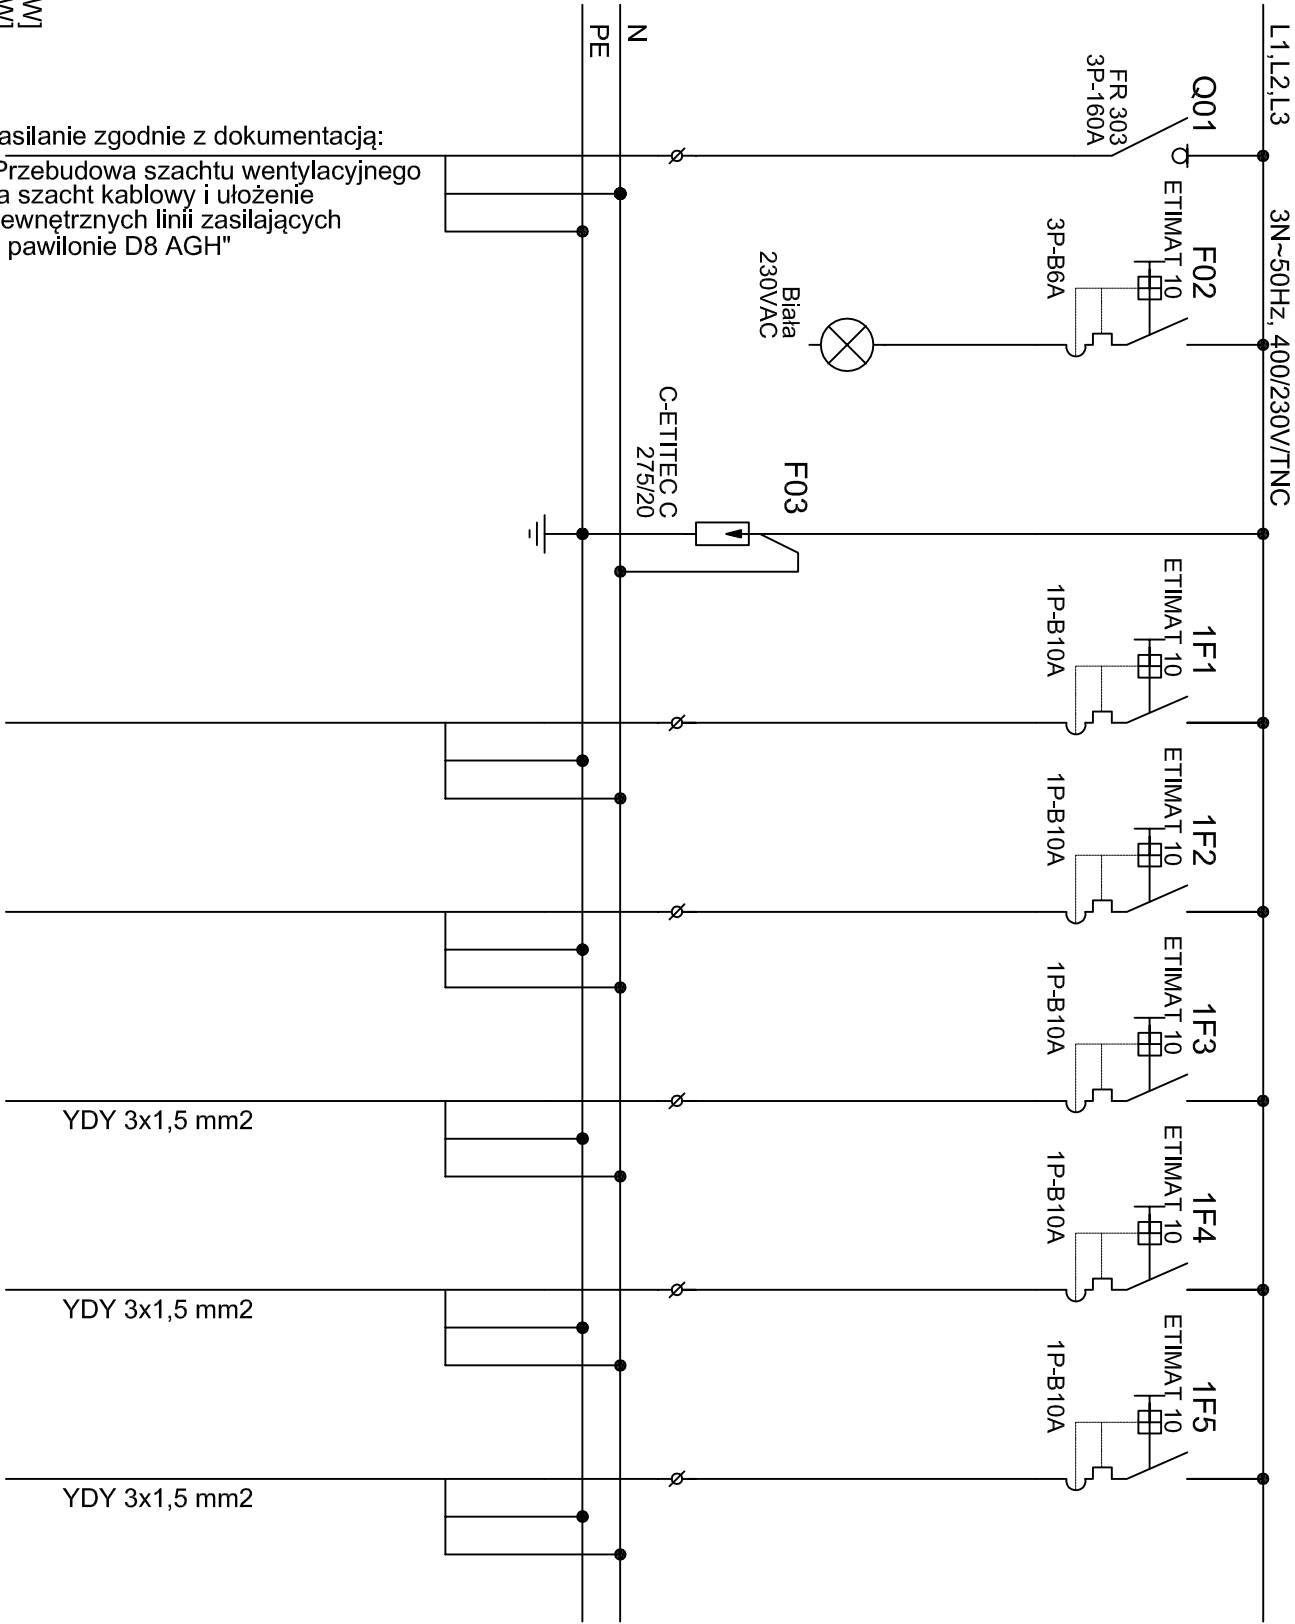 L1,L2,L3
3N~50Hz, 400/230V/TNC
N
PE
W]
W]
Q01
FR 303
3P-160A
asilanie zgodnie z dokumentacją:
Przebudowa szachtu wentylacyjnego
a szacht kablowy i ułożenie
ewnętrznych linii zasilających
pawilonie D8 AGH"
F02
ETIMAT 10
3P-B6A
Biała
230VAC
F03
C-ETITEC C
275/20
1F1
ETIMAT 10
1P-B10A
1F2
ETIMAT 10
1P-B10A
1F3
ETIMAT 10
1P-B10A
YDY 3x1,5 mm2
1F4
ETIMAT 10
1P-B10A
YDY 3x1,5 mm2
1F5
ETIMAT 10
1P-B10A
YDY 3x1,5 mm2